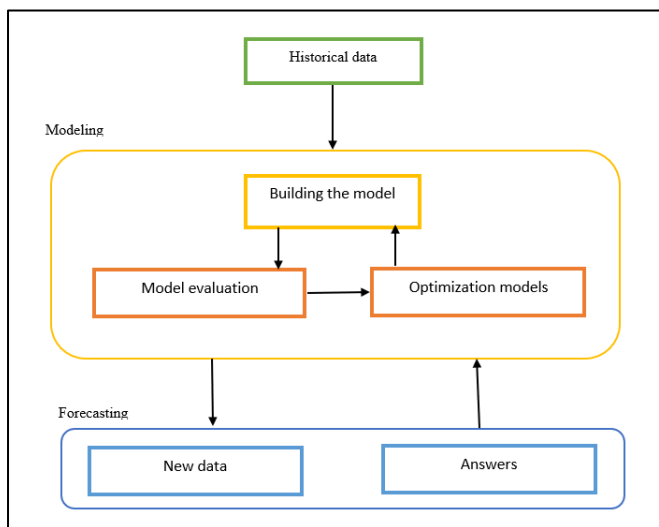 Historical data
Modeling
Building the model
Model evaluation
Optimization models
Forecasting
New data
Answers